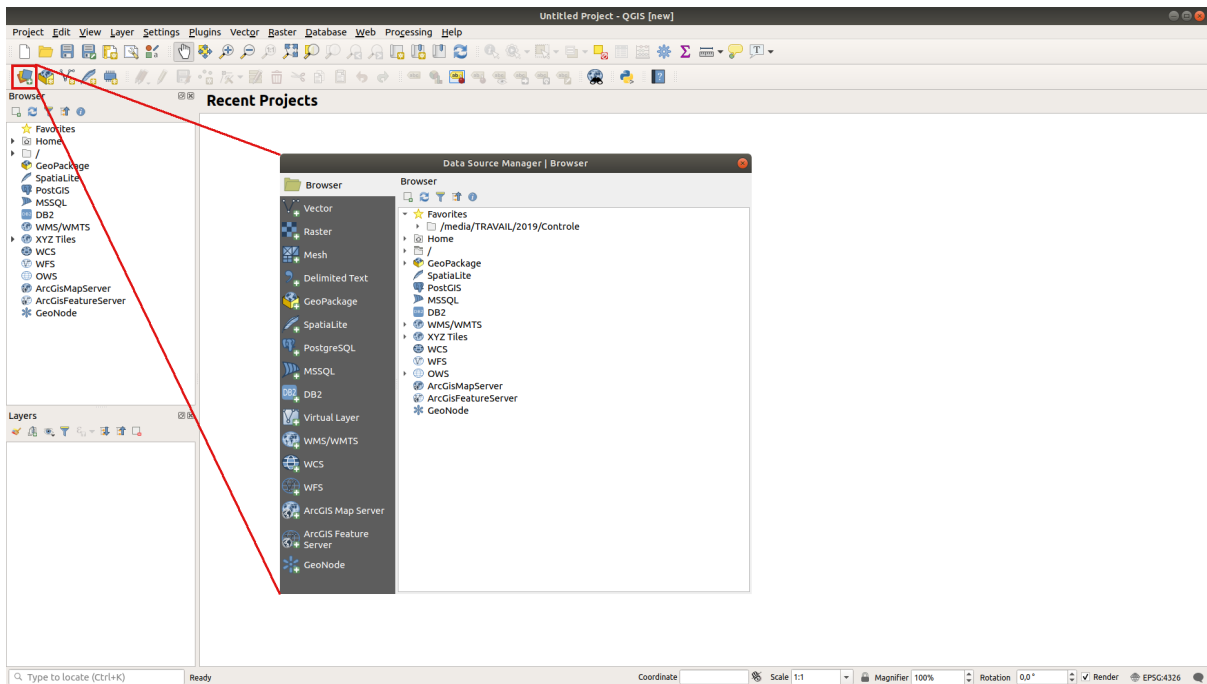 Untitled Project - QGIS [new]
Project Edit View Layer Settings Plugins Vector Raster Database Web Processing Help
Browser
Favorites
Home
/
GeoPackage
SpatiaLite
PostGIS
MSSQL
DB2
WMS/WMTS
XYZ Tiles
WCS
WFS
OWS
ArcGisMapServer
ArcGisFeatureServer
GeoNode
Layers
Recent Projects
Data Source Manager | Browser
Browser
Vector
Raster
Mesh
Delimited Text
GeoPackage
SpatiaLite
PostgreSQL
MSSQL
DB2
Virtual Layer
WMS/WMTS
WCS
WFS
ArcGIS Map Server
ArcGIS Feature
Server
GeoNode
Browser
Favorites
/media/TRAVAIL/2019/Controle
Home
/
GeoPackage
SpatiaLite
PostGIS
MSSQL
DB2
WMS/WMTS
XYZ Tiles
WCS
WFS
OWS
ArcGisMapServer
ArcGisFeatureServer
GeoNode
Type to locate (Ctrl+K) Ready Coordinate Scale 1:1 Magnifier 100% Rotation 0,0 ° Render EPSG:4326